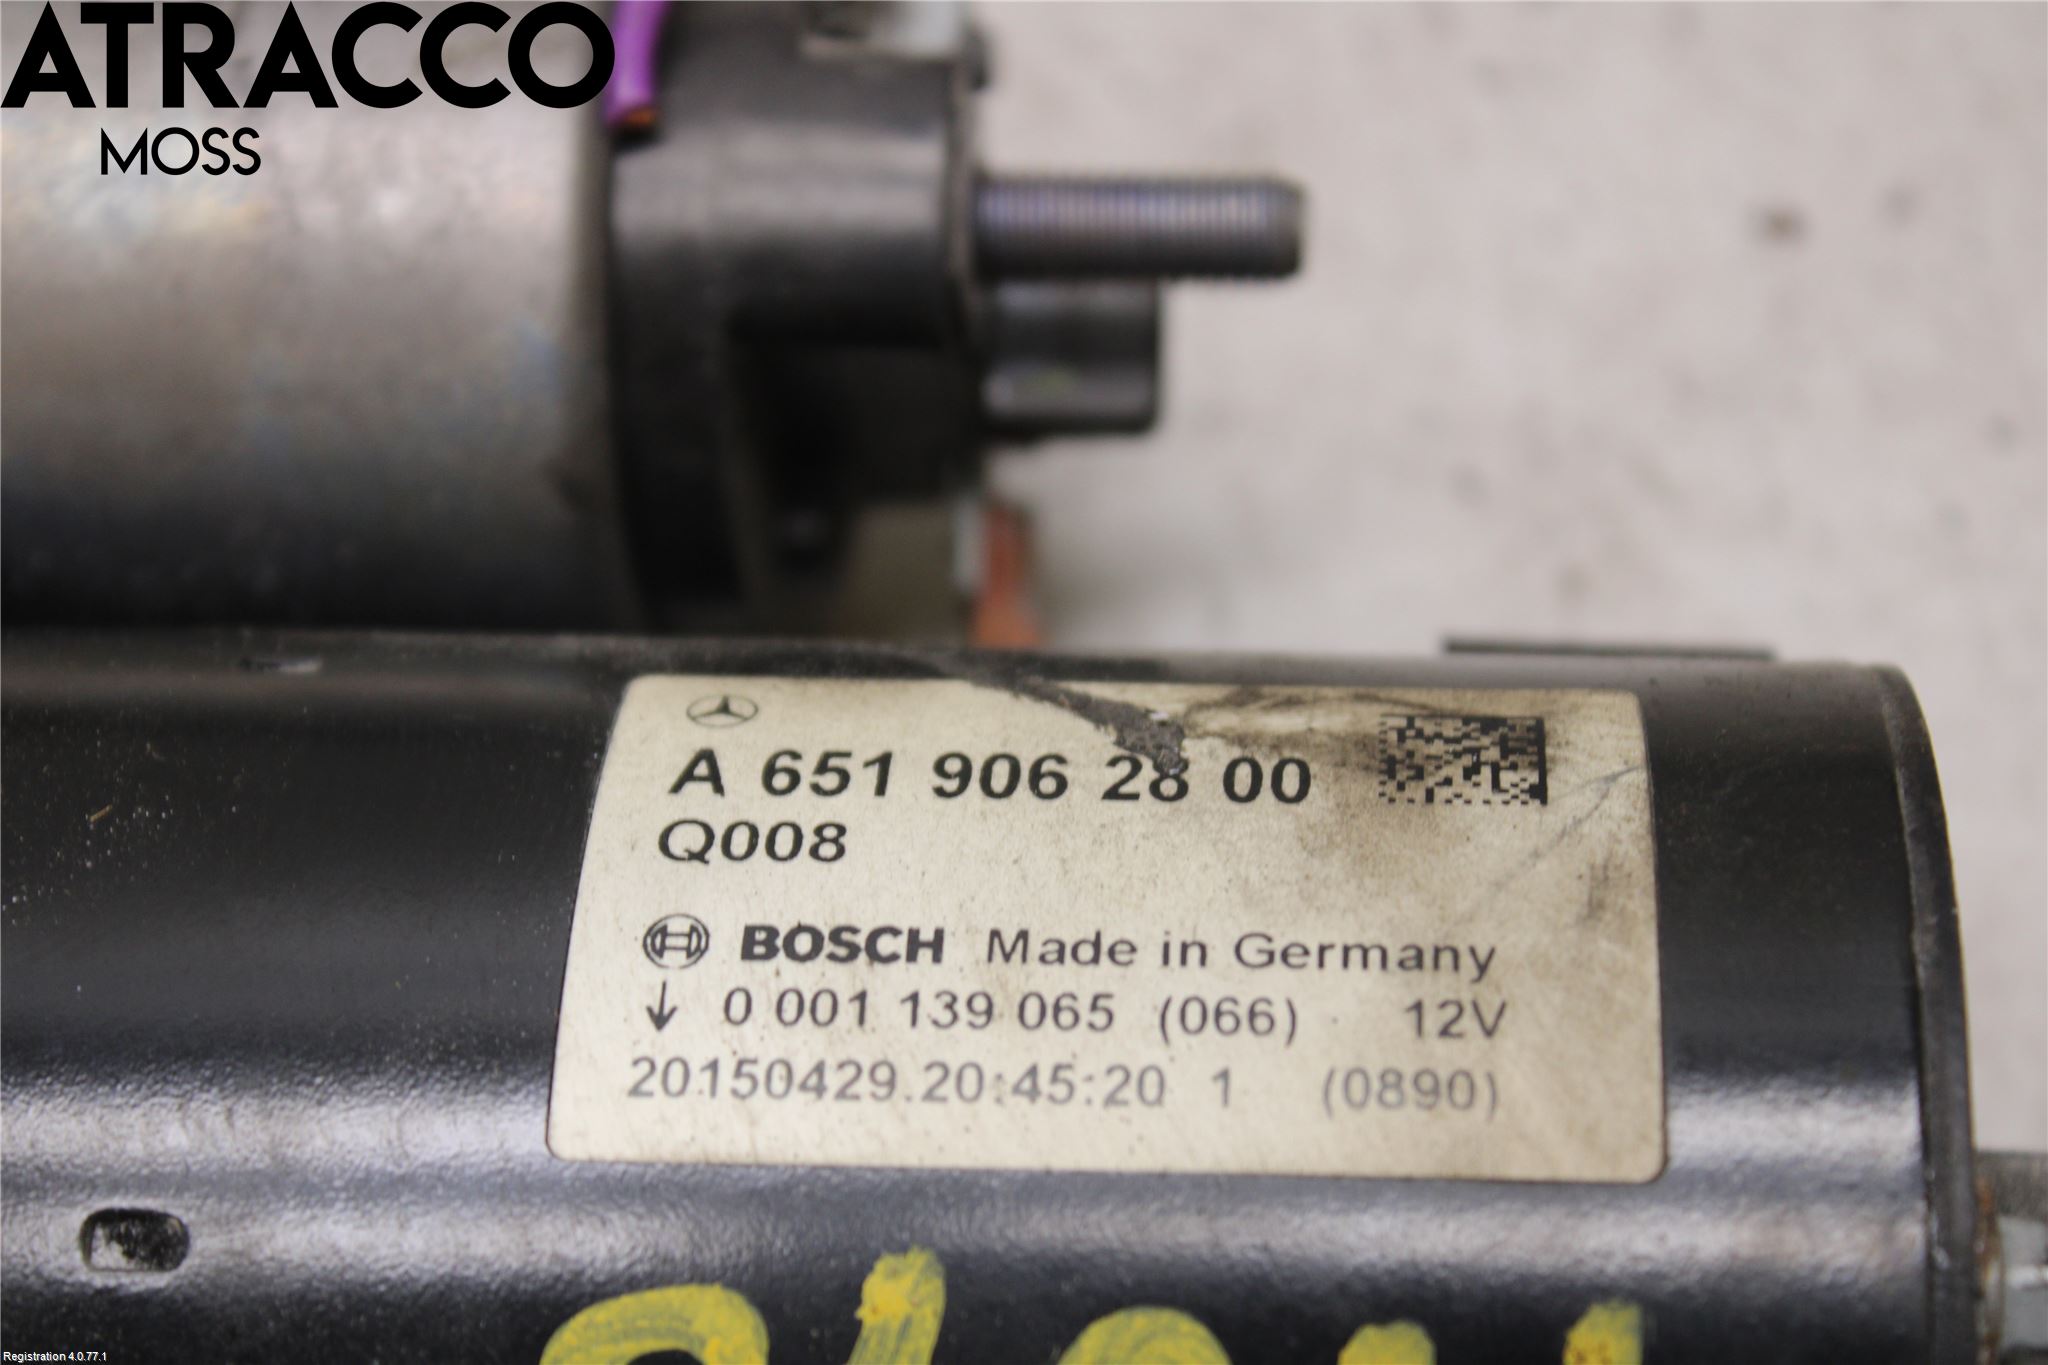 ATRACCO
MOSS
A 651 906 28 00
Q008
BOSCH Made in Germany
↓ 0 001 139 065 (066) 12V
20150429.20:45:20 1 (0890)
Registration 4.0.77.1